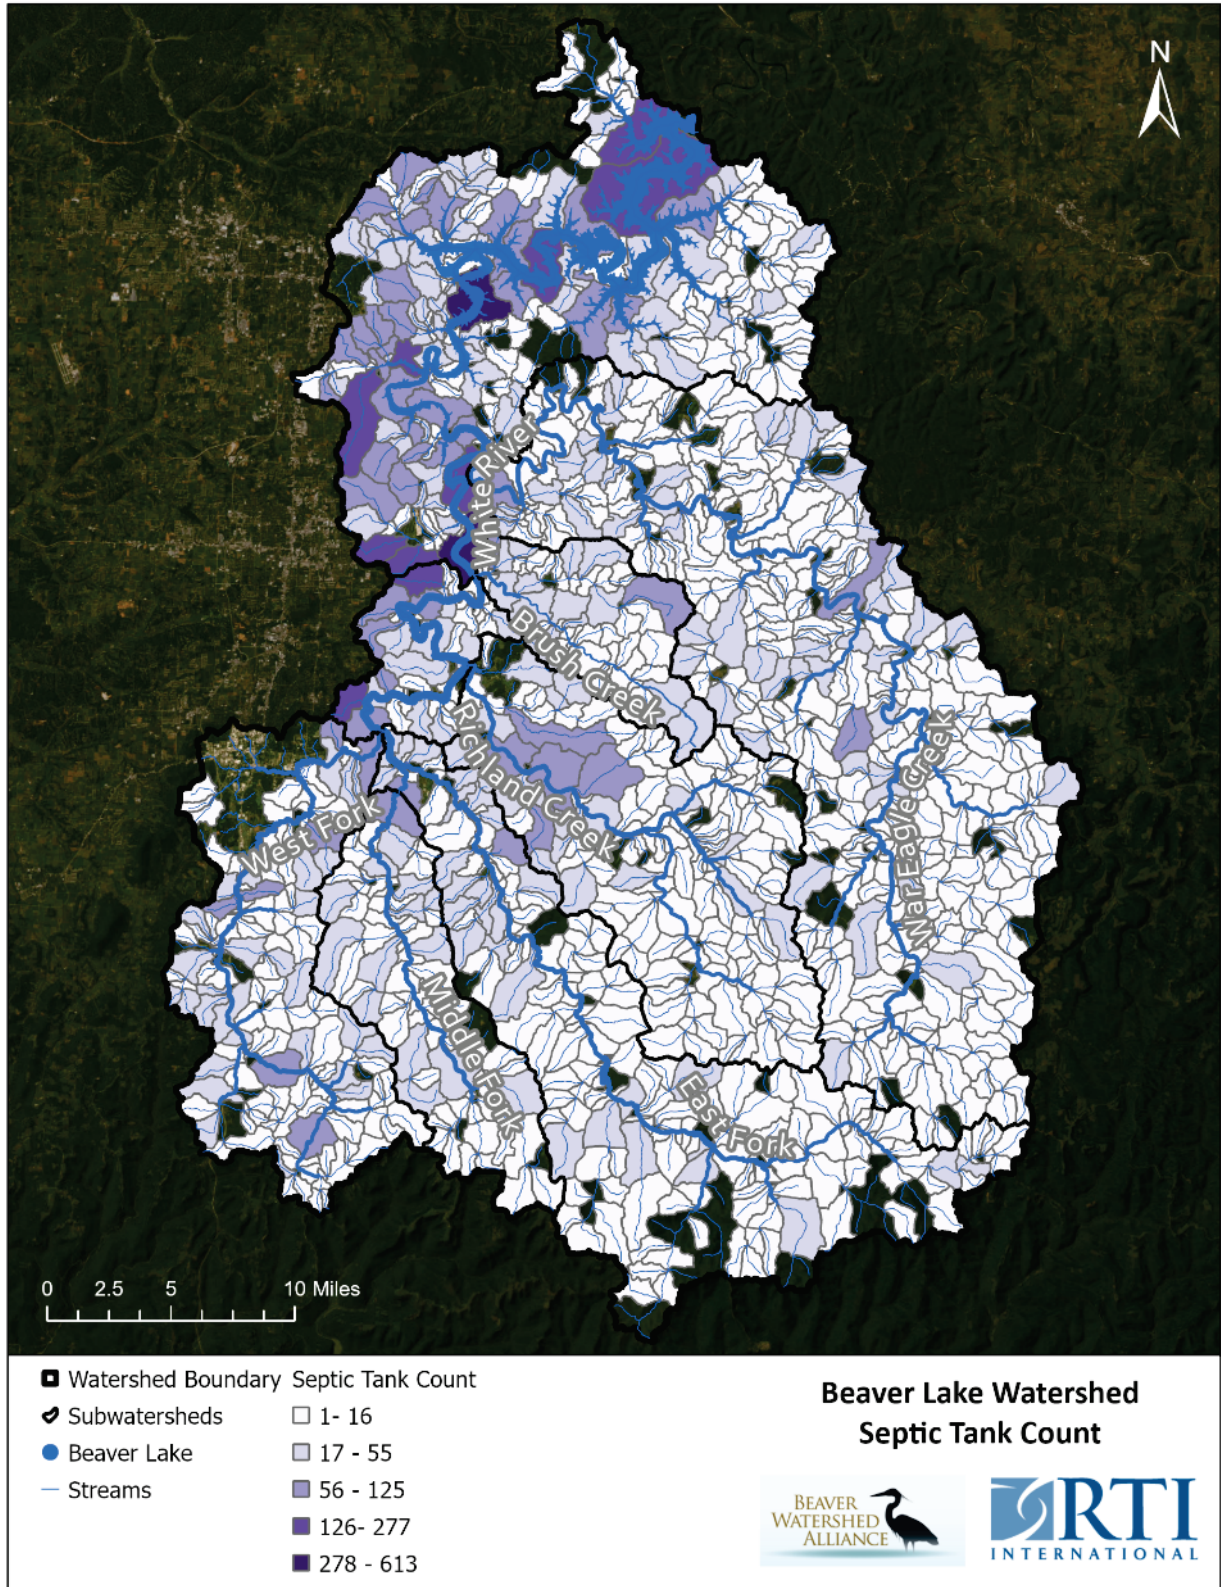 N
White River
Brush Creek
Richland Creek
West Fork
War Eagle Creek
Middle Fork
East Fork
0 2.5 5 10 Miles
Watershed Boundary
Subwatersheds
Beaver Lake
Streams
Septic Tank Count
1- 16
17 - 55
56 - 125
126- 277
278 - 613
Beaver Lake Watershed
Septic Tank Count
BEAVER
WATERSHED
ALLIANCE
RTI
INTERNATIONAL